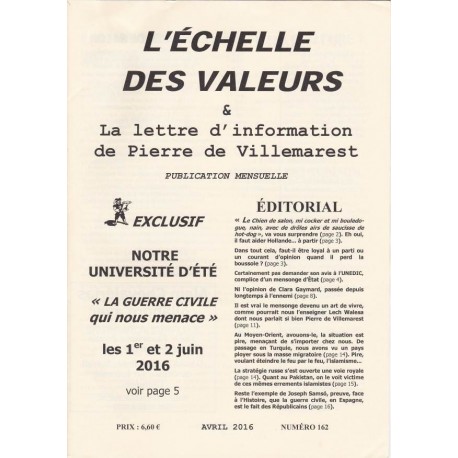 L'ÉCHELLE
DES VALEURS
&
La lettre d'information
de Pierre de Villemarest
PUBLICATION MENSUELLE
EXCLUSIF
NOTRE
UNIVERSITÉ D'ÉTÉ
« LA GUERRE CIVILE
qui nous menace »
les 1er et 2 juin
2016
voir page 5
ÉDITORIAL
« Le Chien de salon, mi cocker et mi bouledo-
gue, nain, avec de drôles airs de saucisse de
hot-dog », va vous surprendre (page 2). Eh oui,
il faut aider Hollande... à partir (page 3).
Dans tout cela, faut-il être loyal à un parti ou
un courant d'opinion quand il perd la
boussole ? (page 3).
Certainement pas demander son avis à l'UNEDIC,
complice d'un mensonge d'État (page 4).
Ni l'opinion de Clara Gaymard, passée depuis
longtemps à l'ennemi (page 8).
Il est vrai le mensonge devenu un art de vivre,
comme pourrait nous l'enseigner Lech Walesa
dont nous parlait si bien Pierre de Villemarest
(page 11).
Au Moyen-Orient, avouons-le, la situation est
pire, menaçant de s'importer chez nous. De
passage en Turquie, nous avons vu un pays
ployer sous la masse migratoire (page 14). Pire,
voulant éteindre le feu par le feu, l'islamisme...
La stratégie russe s'est ouverte une voie royale
(page 14). Quant au Pakistan, on le voit victime
de ces mêmes errements islamistes (page 15).
Reste l'exemple de Joseph Samsó, preuve, face
à l'Histoire, que la guerre civile, en Espagne,
est le fait des Républicains (page 16).
PRIX : 6,60 €
AVRIL 2016
NUMÉRO 162